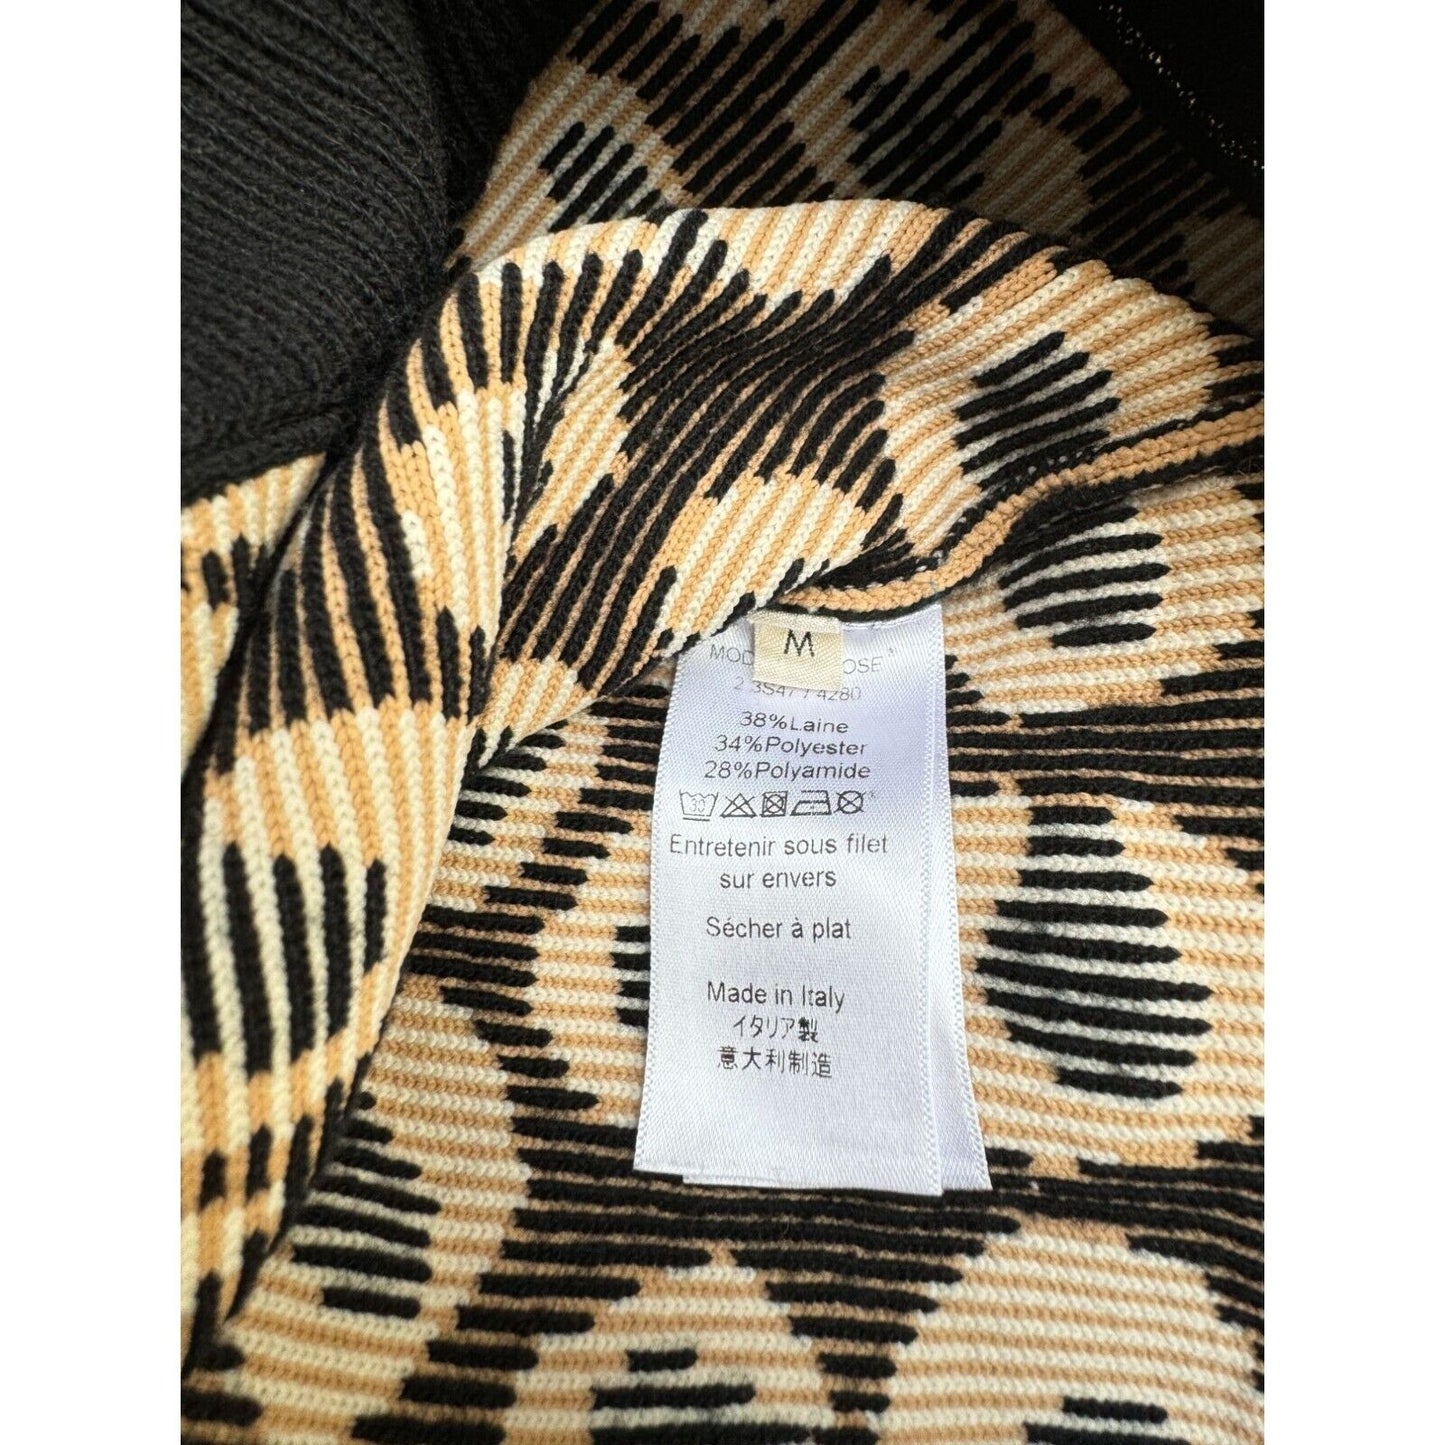 M
38%Laine
34%Polyester
28%Polyamide
30
Entretenir sous filet
sur envers
Sécher à plat
Made in Italy
イタリア製
意大利制造